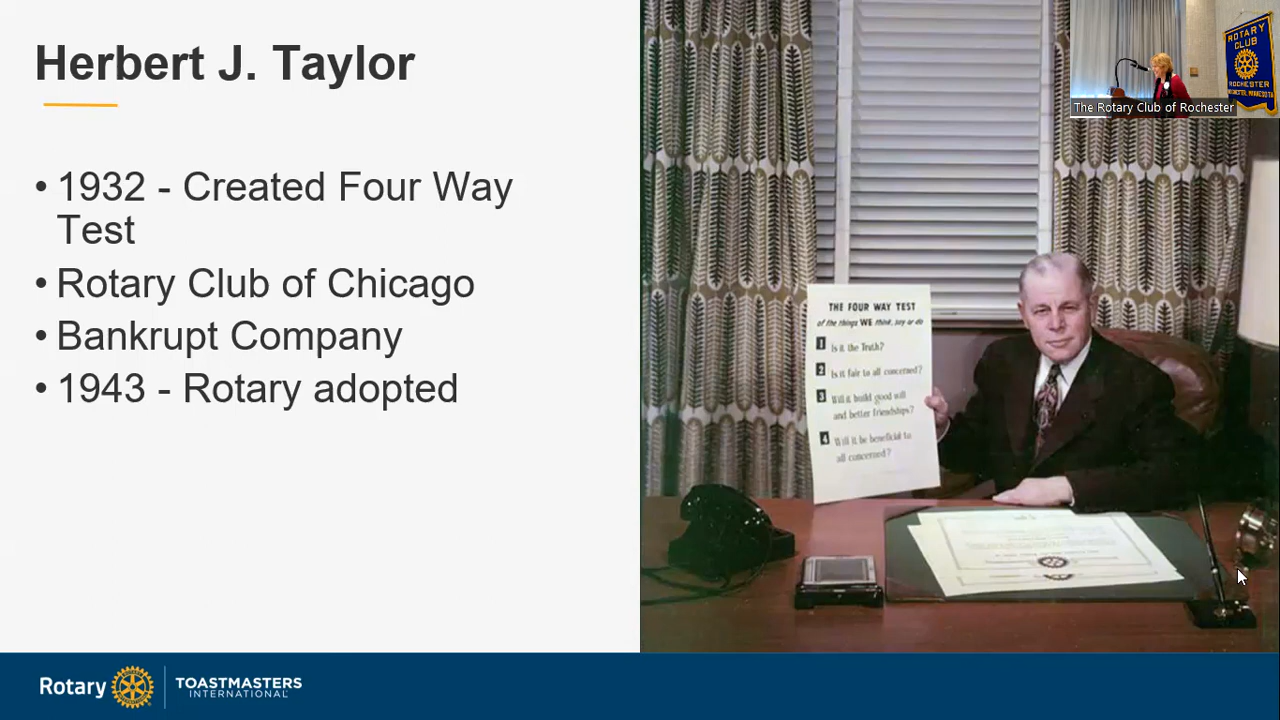 Herbert J. Taylor
• 1932 - Created Four Way
Test
• Rotary Club of Chicago
• Bankrupt Company
• 1943 - Rotary adopted
ROTARY
CLUB
ROCHESTER
MINNESOTA
The Rotary Club of Rochester
THE FOUR WAY TEST
of the things WE think, say or do
1 Is it the Truth?
2 Is it fair to all concerned?
3 Will it build good will
and better friendships?
4 Will it be beneficial to
all concerned?
Rotary
TOASTMASTERS
INTERNATIONAL